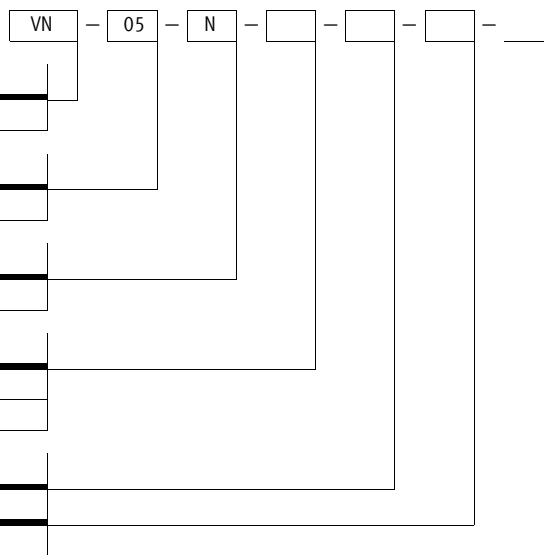 VN – 05 – N – – – –